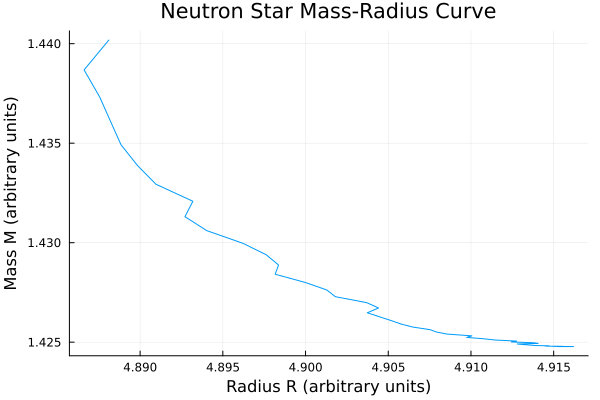 Neutron Star Mass-Radius Curve
Mass M (arbitrary units)
1.440
1.435
1.430
1.425
4.890 4.895 4.900 4.905 4.910 4.915
Radius R (arbitrary units)